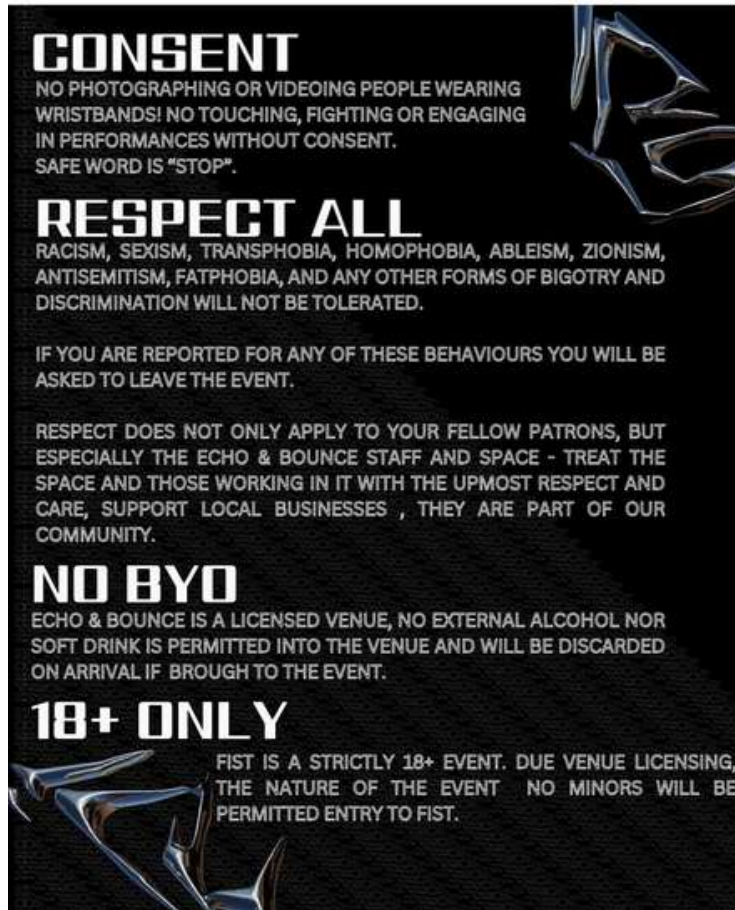 CONSENT
NO PHOTOGRAPHING OR VIDEOING PEOPLE WEARING
WRISTBANDS! NO TOUCHING, FIGHTING OR ENGAGING
IN PERFORMANCES WITHOUT CONSENT.
SAFE WORD IS "STOP".
RESPECT ALL
RACISM, SEXISM, TRANSPHOBIA, HOMOPHOBIA, ABLEISM, ZIONISM,
ANTISEMITISM, FATPHOBIA, AND ANY OTHER FORMS OF BIGOTRY AND
DISCRIMINATION WILL NOT BE TOLERATED.
IF YOU ARE REPORTED FOR ANY OF THESE BEHAVIOURS YOU WILL BE
ASKED TO LEAVE THE EVENT.
RESPECT DOES NOT ONLY APPLY TO YOUR FELLOW PATRONS, BUT
ESPECIALLY THE ECHO & BOUNCE STAFF AND SPACE - TREAT THE
SPACE AND THOSE WORKING IN IT WITH THE UPMOST RESPECT AND
CARE, SUPPORT LOCAL BUSINESSES , THEY ARE PART OF OUR
COMMUNITY.
NO BYO
ECHO & BOUNCE IS A LICENSED VENUE, NO EXTERNAL ALCOHOL NOR
SOFT DRINK IS PERMITTED INTO THE VENUE AND WILL BE DISCARDED
ON ARRIVAL IF BROUGH TO THE EVENT.
18+ ONLY
FIST IS A STRICTLY 18+ EVENT. DUE VENUE LICENSING,
THE NATURE OF THE EVENT NO MINORS WILL BE
PERMITTED ENTRY TO FIST.